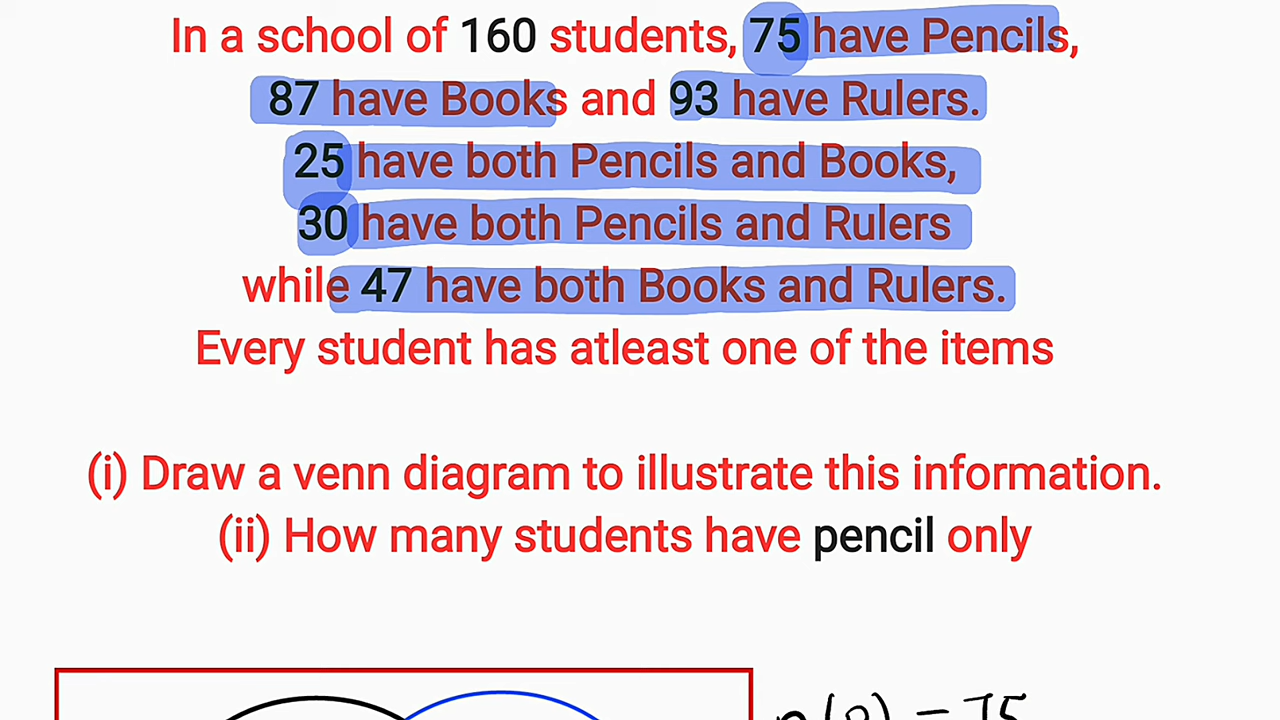 In a school of 160 students, 75 have Pencils,
87 have Books and 93 have Rulers.
25 have both Pencils and Books,
30 have both Pencils and Rulers
while 47 have both Books and Rulers.
Every student has atleast one of the items
(i) Draw a venn diagram to illustrate this information.
(ii) How many students have pencil only
= 75